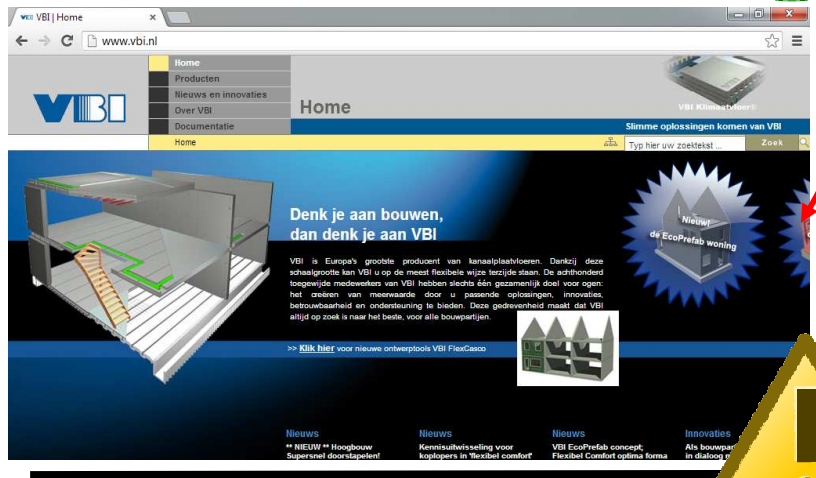 VBI VBI | Home
www.vbi.nl
VBI
Home
Producten
Nieuws en innovaties
Over VBI
Documentatie
Home
VBI Klimaatvloer®
Slimme oplossingen komen van VBI
Home
Typ hier uw zoektekst ...
Zoek
Denk je aan bouwen,
dan denk je aan VBI
VBI is Europa's grootste producent van kanaalplaatvloeren. Dankzij deze
schaalgrootte kan VBI u op de meest flexibele wijze terzijde staan. De achthonderd
toegewijde medewerkers van VBI hebben slechts één gezamenlijk doel voor ogen:
het creëren van meerwaarde door u passende oplossingen, innovaties,
betrouwbaarheid en ondersteuning te bieden. Deze gedrevenheid maakt dat VBI
altijd op zoek is naar het beste, voor alle bouwpartijen.
Nieuw!
de EcoPrefab woning
>> Klik hier voor nieuwe ontwerptools VBI FlexCasco
Nieuws
** NIEUW ** Hoogbouw
Supersnel doorstapelen!
Nieuws
Kennisuitwisseling voor
koplopers in 'flexibel comfort'
Nieuws
VBI EcoPrefab concept;
Flexibel Comfort optima forma
Innovaties
Als bouwpar
in dialoog